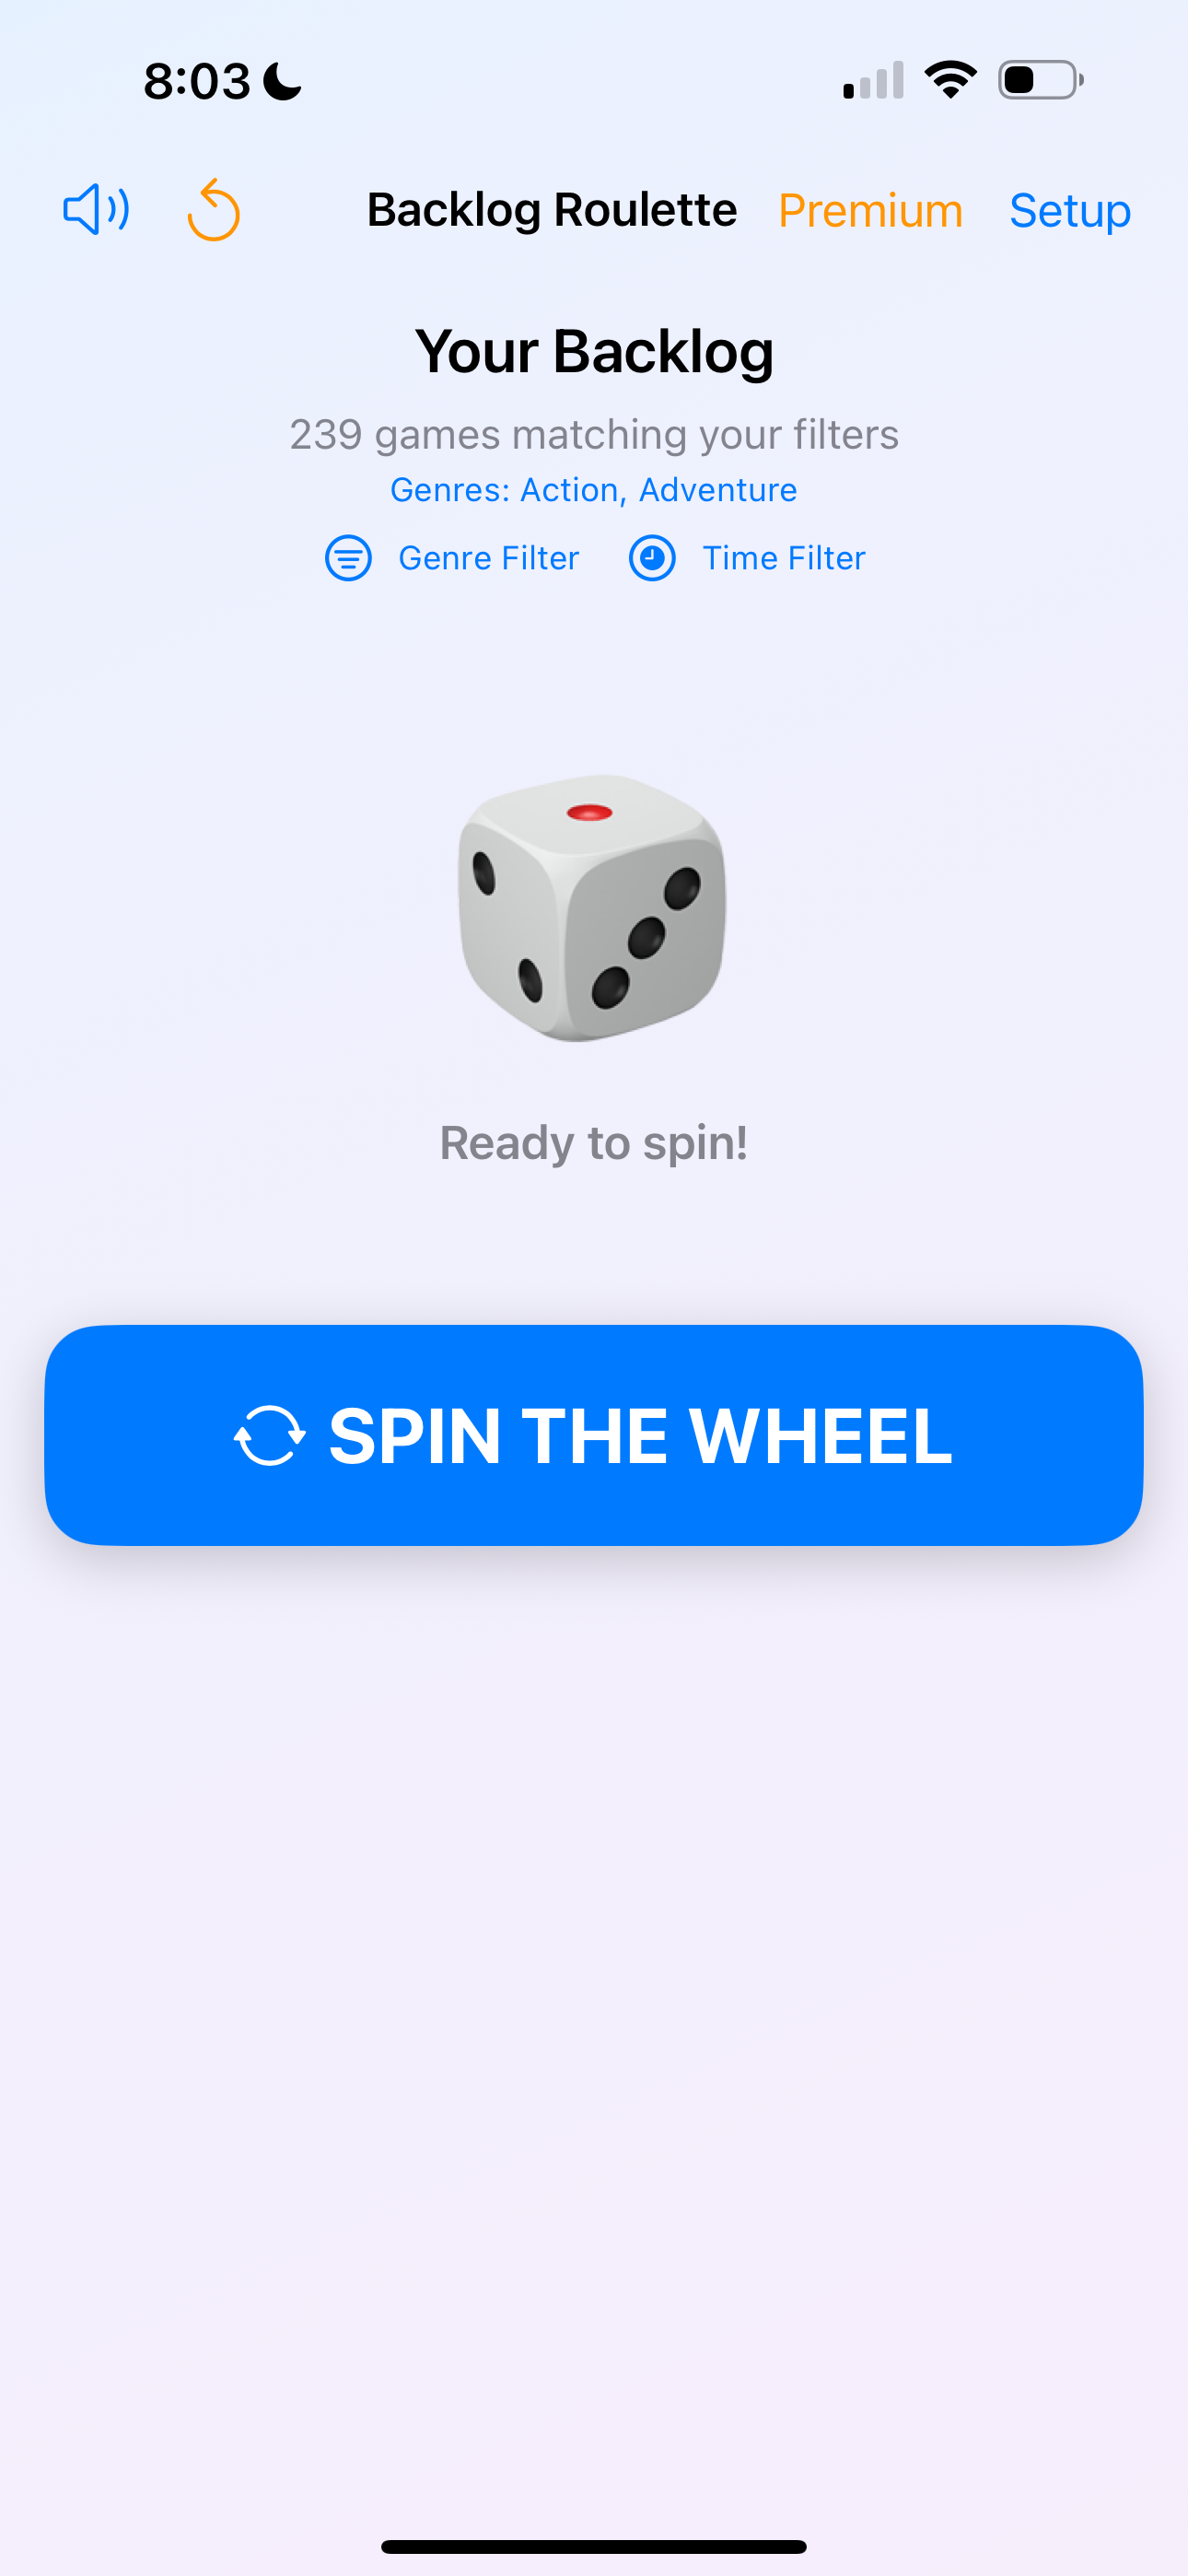 8:03
Backlog Roulette Premium Setup
Your Backlog
239 games matching your filters
Genres: Action, Adventure
Genre Filter Time Filter
Ready to spin!
SPIN THE WHEEL